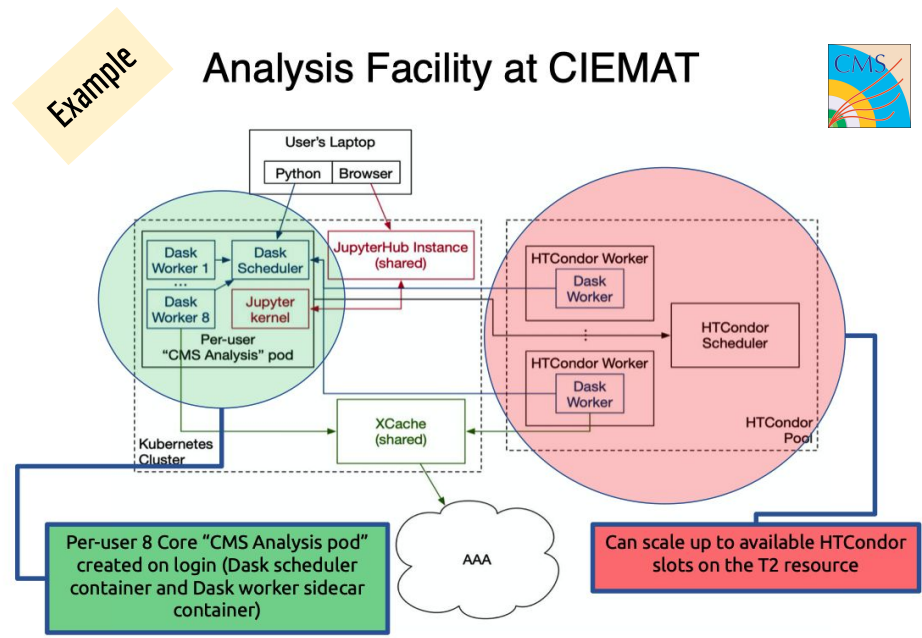 Example
Analysis Facility at CIEMAT
CMS
User's Laptop
Python
Browser
JupyterHub Instance
(shared)
Dask
Worker 1
Dask
Scheduler
...
Dask
Worker 8
Jupyter
kernel
Per-user
“CMS Analysis” pod
HTCondor Worker
Dask
Worker
⋮
HTCondor Scheduler
HTCondor Worker
Dask
Worker
XCache
(shared)
Kubernetes
Cluster
HTCondor
Pool
AAA
Per-user 8 Core “CMS Analysis pod”
created on login (Dask scheduler
container and Dask worker sidecar
container)
Can scale up to available HTCondor
slots on the T2 resource